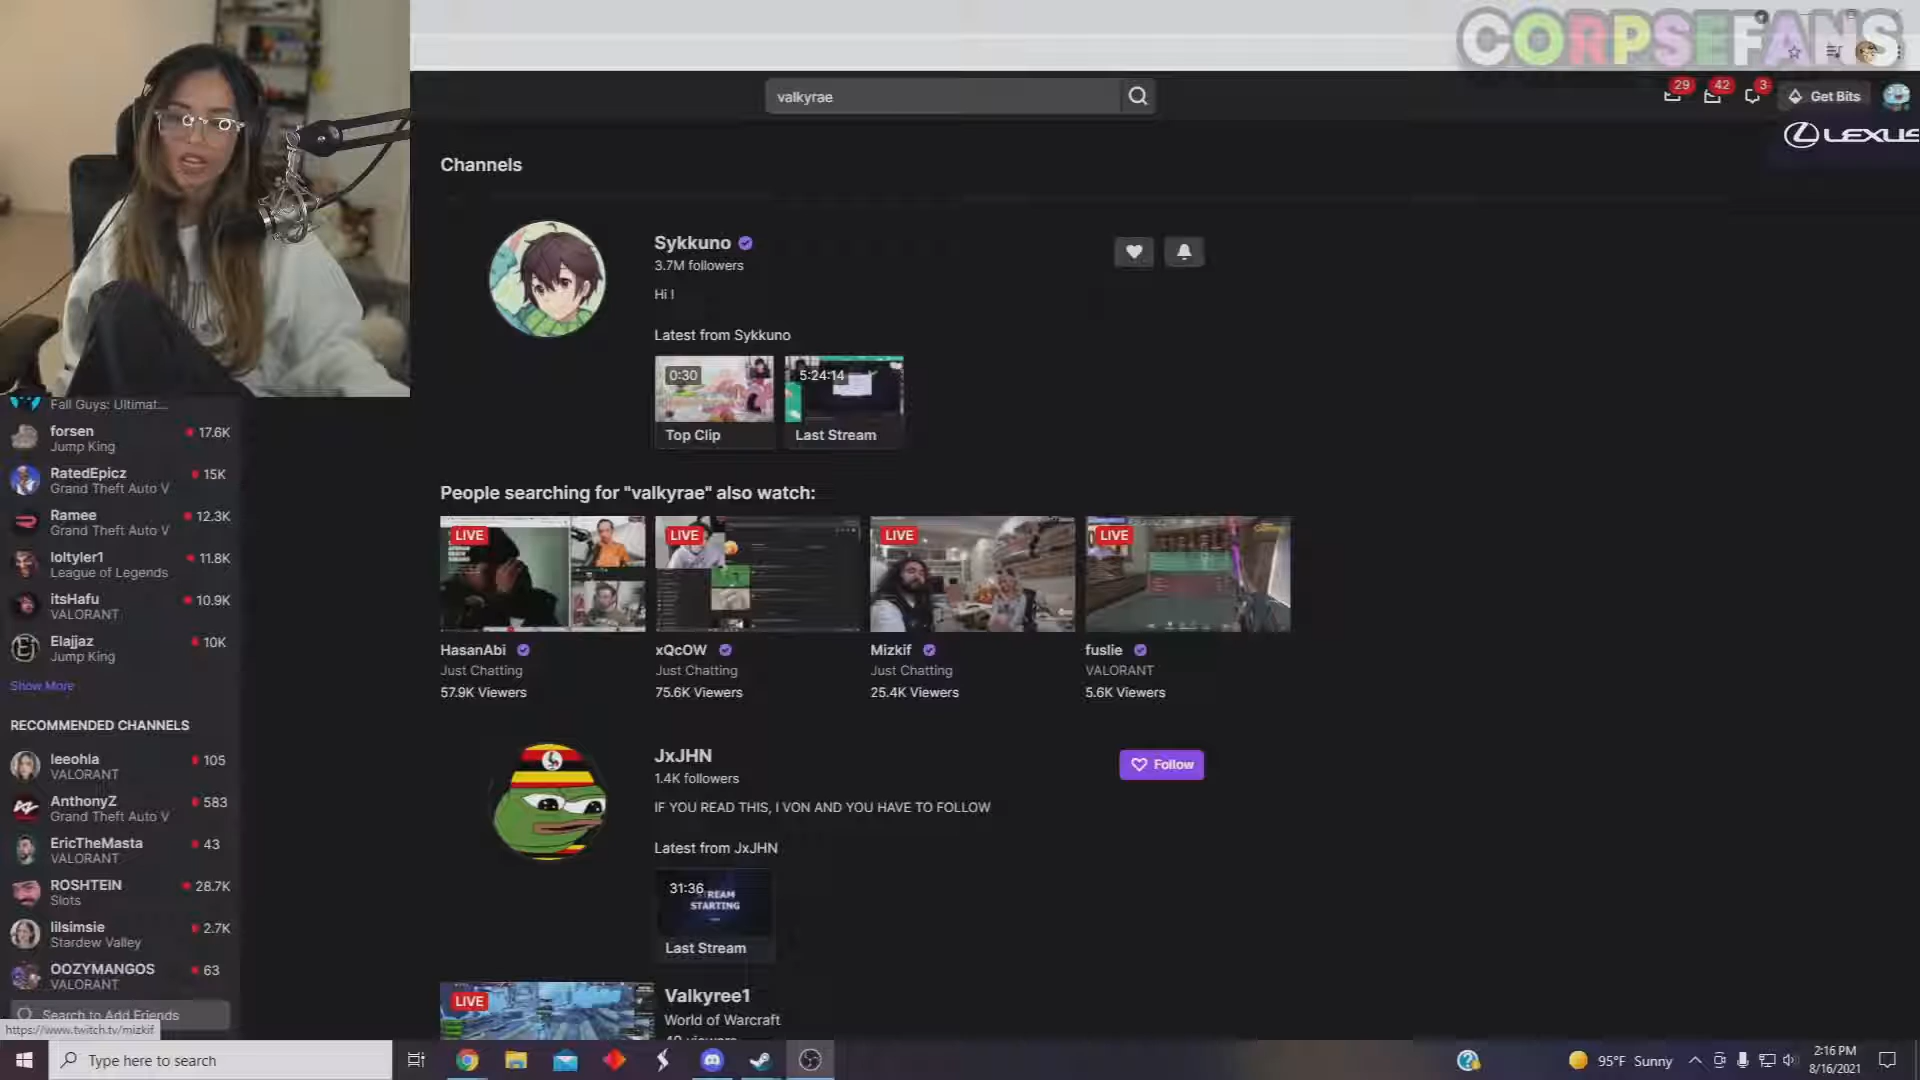 CORPSEFANS
valkyrae
29
42
3
Get Bits
LEXUS
Channels
Sykkuno
3.7M followers
Hi !
Latest from Sykkuno
0:30
Top Clip
5:24:14
Last Stream
People searching for "valkyrae" also watch:
LIVE
HasanAbi
Just Chatting
57.9K Viewers
LIVE
xQcOW
Just Chatting
75.6K Viewers
LIVE
Mizkif
Just Chatting
25.4K Viewers
LIVE
fuslie
VALORANT
5.6K Viewers
JxJHN
1.4K followers
IF YOU READ THIS, I VON AND YOU HAVE TO FOLLOW
Follow
Latest from JxJHN
31:36
STARTING
Last Stream
LIVE
Valkyree1
World of Warcraft
Fall Guys: Ultimat...
forsen
17.6K
Jump King
RatedEpicz
15K
Grand Theft Auto V
Ramee
12.3K
Grand Theft Auto V
loltyler1
11.8K
League of Legends
itsHafu
10.9K
VALORANT
Elajjaz
10K
Jump King
Show More
RECOMMENDED CHANNELS
leeohla
105
VALORANT
AnthonyZ
583
Grand Theft Auto V
EricTheMasta
43
VALORANT
ROSHTEIN
28.7K
Slots
lilsimsie
2.7K
Stardew Valley
OOZYMANGOS
63
VALORANT
Search to Add Friends
https://www.twitch.tv/mizkif
Type here to search
95°F Sunny
2:16 PM
8/16/2021